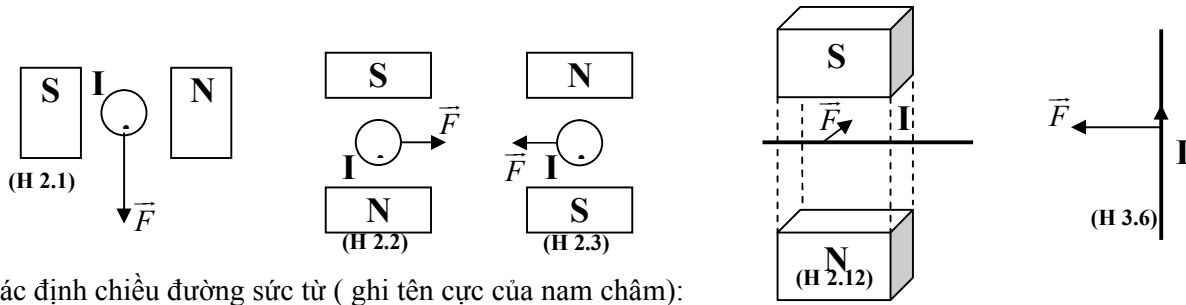 S I N
F
(H 2.1)
S
F
I
N
(H 2.2)
N
F I
S
(H 2.3)
S
F I
N
(H 2.12)
F
I
(H 3.6)
ác định chiều đường sức từ ( ghi tên cực của nam châm):